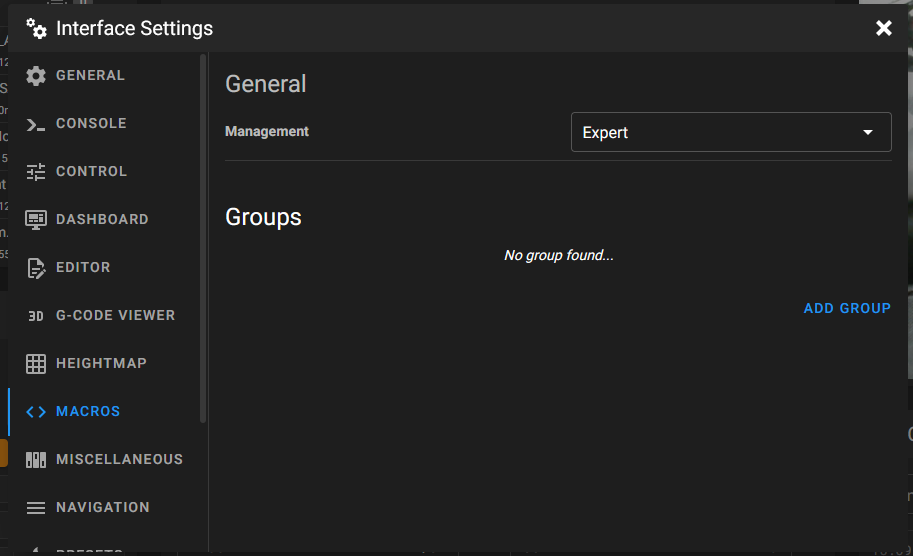 Interface Settings
GENERAL
CONSOLE
CONTROL
DASHBOARD
EDITOR
3D G-CODE VIEWER
HEIGHTMAP
MACROS
MISCELLANEOUS
NAVIGATION
PRESETS
General
Management
Expert
Groups
No group found...
ADD GROUP